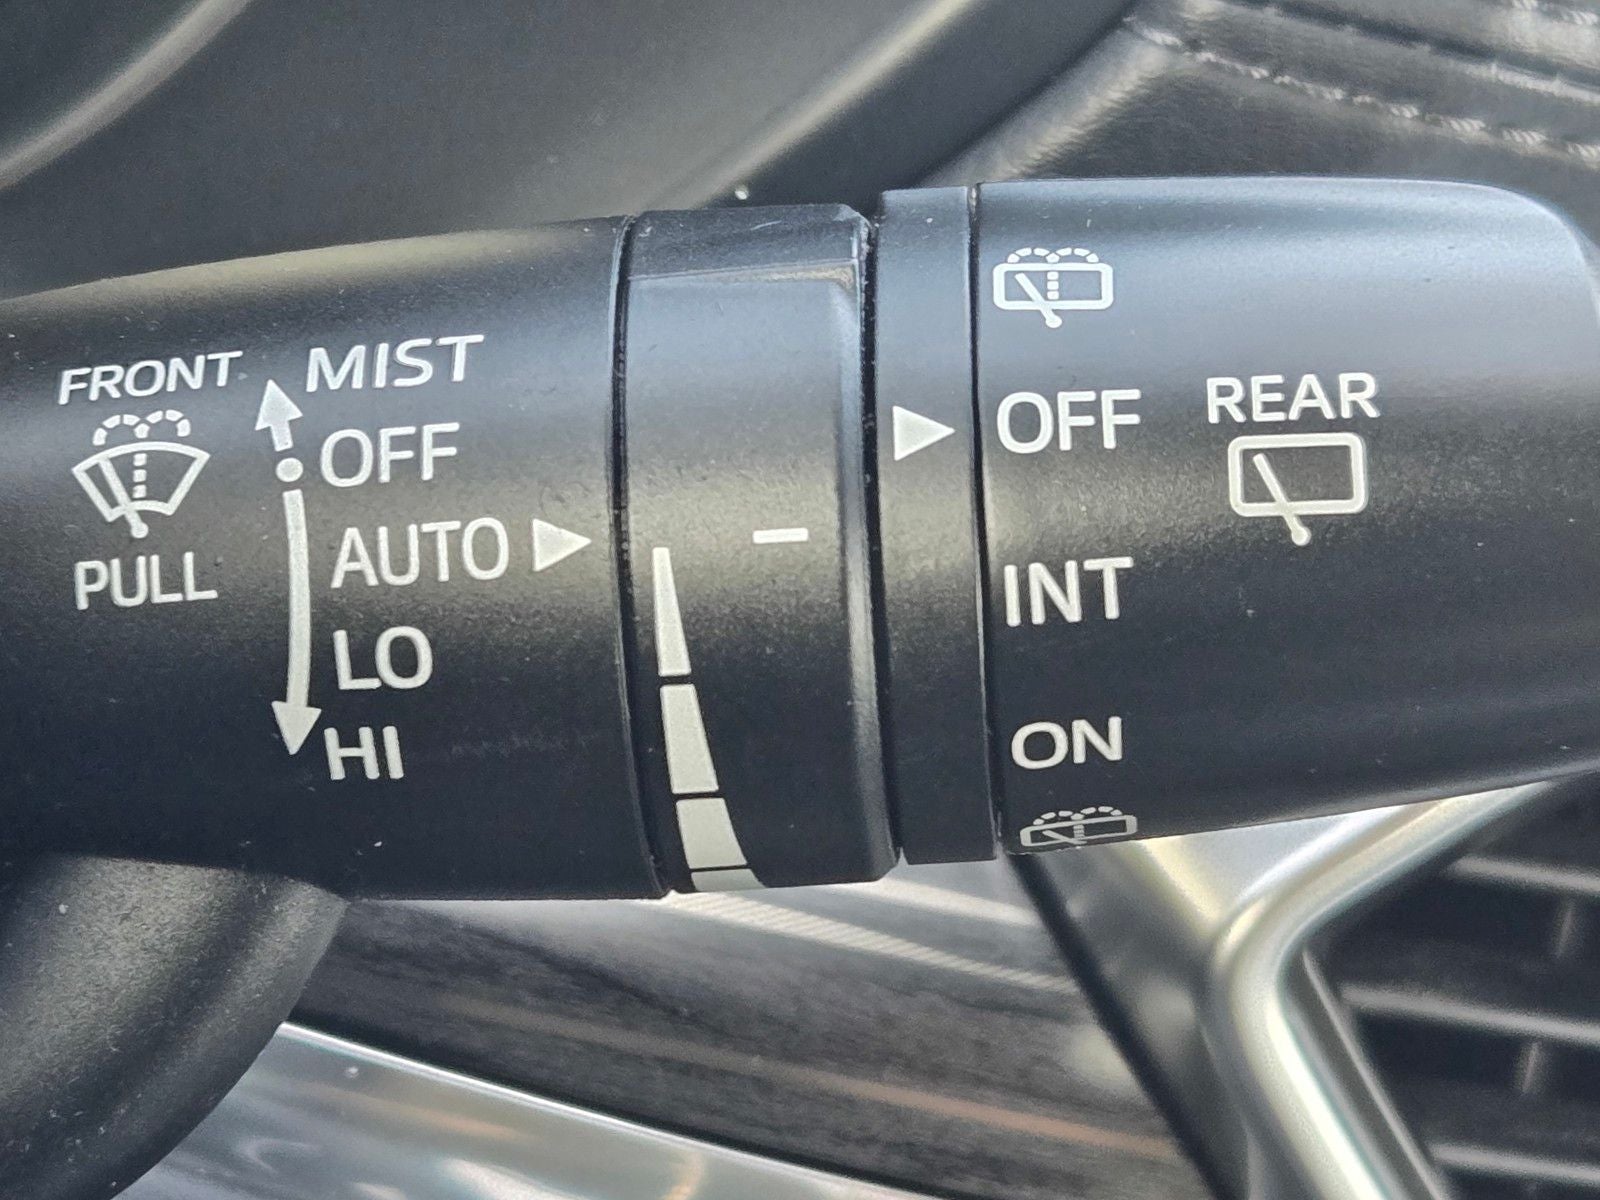 FRONT
PULL
MIST
OFF
AUTO
LO
HI
OFF
INT
ON
REAR